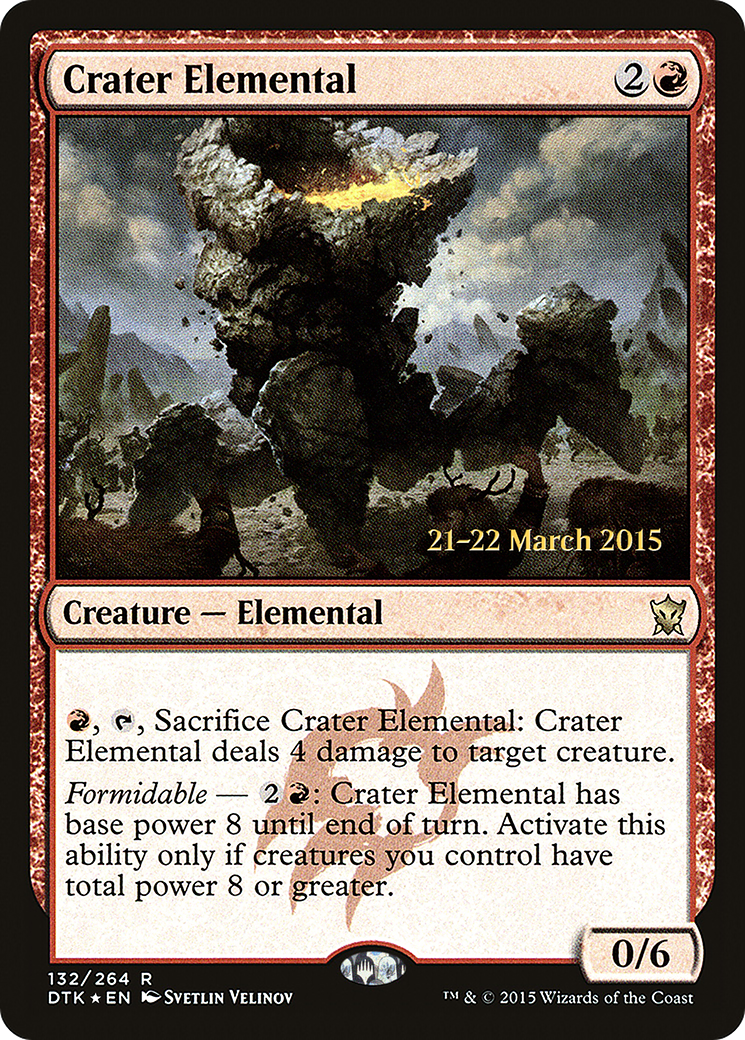 Crater Elemental 2
21–22 March 2015
Creature — Elemental
, , Sacrifice Crater Elemental: Crater
Elemental deals 4 damage to target creature.
Formidable — 2 : Crater Elemental has
base power 8 until end of turn. Activate this
ability only if creatures you control have
total power 8 or greater.
0/6
132/264 R
DTK ★ EN Svetlin Velinov
™ & © 2015 Wizards of the Coast